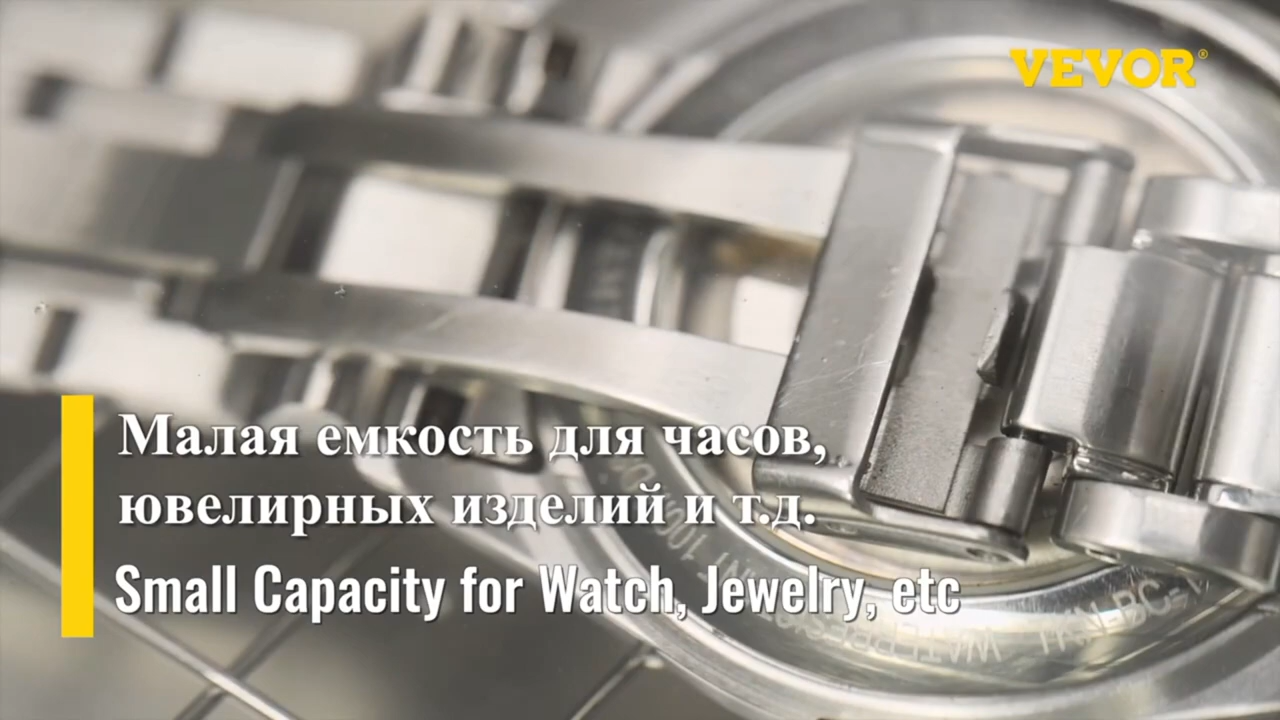 VEVOR®
Малая емкость для часов,
ювелирных изделий и т.д.
Small Capacity for Watch, Jewelry, etc